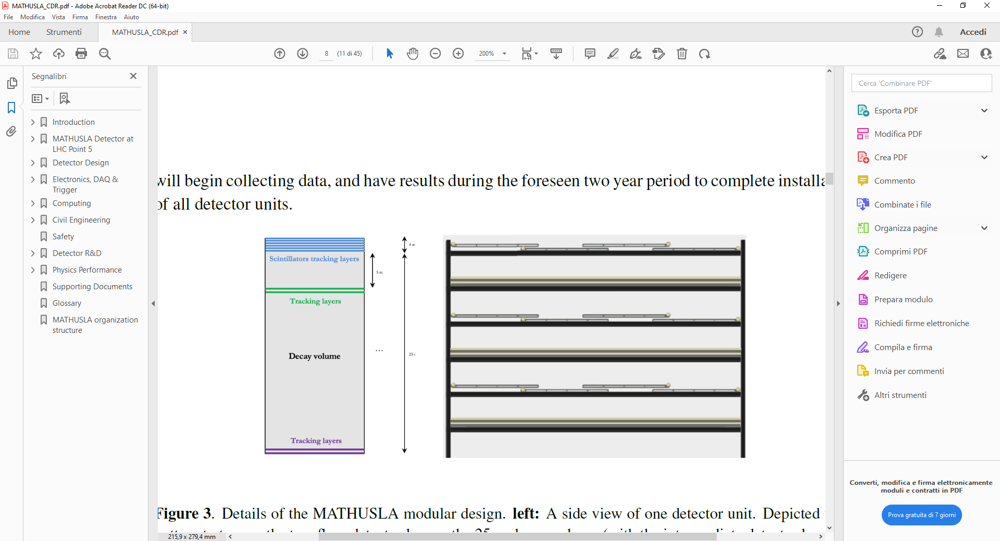 MATHUSLA_CDR.pdf - Adobe Acrobat Reader DC (64-bit)
File Modifica Vista Firma Finestra Aiuto
Home Strumenti MATHUSLA_CDR.pdf Accedi
8 (11 di 45) 200%
Segnalibri
Introduction
MATHUSLA Detector at
LHC Point 5
Detector Design
Electronics, DAQ &
Trigger
Computing
Civil Engineering
Safety
Detector R&D
Physics Performance
Supporting Documents
Glossary
MATHUSLA organization
structure
will begin collecting data, and have results during the foreseen two year period to complete installa
of all detector units.
Scintillators tracking layers
4 m
5 m
Tracking layers
Decay volume
...
25
Tracking layers
Figure 3. Details of the MATHUSLA modular design. left: A side view of one detector unit. Depicted
215,9 x 279,4 mm
Cerca 'Combinare PDF'
Esporta PDF
Modifica PDF
Crea PDF
Commento
Combinate i file
Organizza pagine
Comprimi PDF
Redigere
Prepara modulo
Richiedi firme elettroniche
Compila e firma
Invia per commenti
Altri strumenti
Converti, modifica e firma elettronicamente
moduli e contratti in PDF
Prova gratuita di 7 giorni